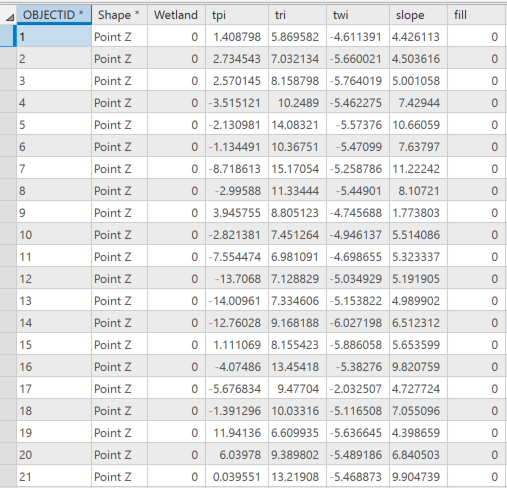 OBJECTID * Shape * Wetland tpi tri twi slope fill
1 Point Z 0 1.408798 5.869582 -4.611391 4.426113 0
2 Point Z 0 2.734543 7.032134 -5.660021 4.503616 0
3 Point Z 0 2.570145 8.158798 -5.764019 5.001058 0
4 Point Z 0 -3.515121 10.2489 -5.462275 7.42944 0
5 Point Z 0 -2.130981 14.08321 -5.57376 10.66059 0
6 Point Z 0 -1.134491 10.36751 -5.47099 7.63797 0
7 Point Z 0 -8.718613 15.17054 -5.258786 11.22242 0
8 Point Z 0 -2.99588 11.33444 -5.44901 8.10721 0
9 Point Z 0 3.945755 8.805123 -4.745688 1.773803 0
10 Point Z 0 -2.821381 7.451264 -4.946137 5.514086 0
11 Point Z 0 -7.554474 6.981091 -4.698655 5.323337 0
12 Point Z 0 -13.7068 7.128829 -5.034929 5.191905 0
13 Point Z 0 -14.00961 7.334606 -5.153822 4.989902 0
14 Point Z 0 -12.76028 9.168188 -6.027198 6.512312 0
15 Point Z 0 1.111069 8.155423 -5.886058 5.653599 0
16 Point Z 0 -4.07486 13.45418 -5.38276 9.820759 0
17 Point Z 0 -5.676834 9.47704 -2.032507 4.727724 0
18 Point Z 0 -1.391296 10.03316 -5.116508 7.055096 0
19 Point Z 0 11.94136 6.609935 -5.636645 4.398659 0
20 Point Z 0 6.03978 9.389802 -5.489186 6.840503 0
21 Point Z 0 0.039551 13.21908 -5.468873 9.904739 0